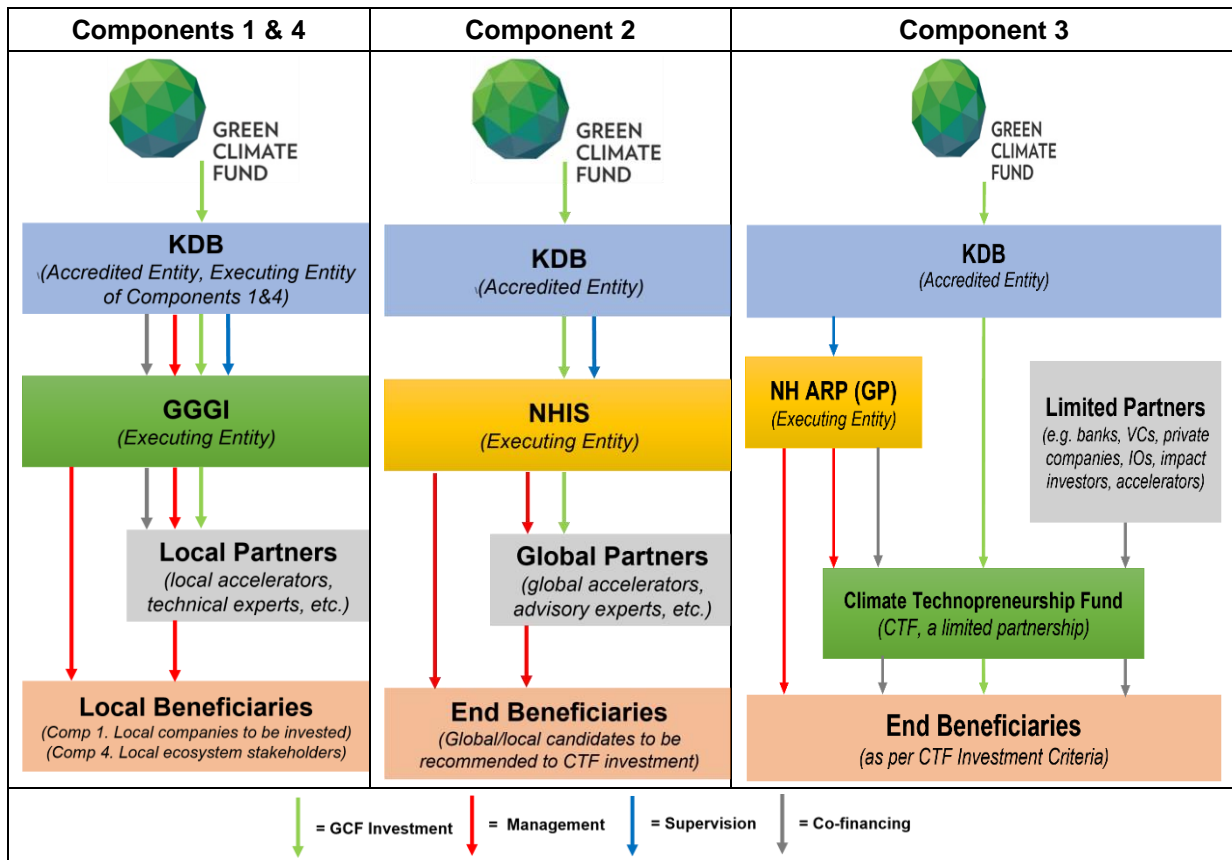 Components 1 & 4
Component 2
Component 3
GREEN
CLIMATE
FUND
KDB
\(Accredited Entity, Executing Entity
of Components 1&4)
GGGI
(Executing Entity)
Local Partners
(local accelerators,
technical experts, etc.)
Local Beneficiaries
(Comp 1. Local companies to be invested)
(Comp 4. Local ecosystem stakeholders)
GREEN
CLIMATE
FUND
KDB
\(Accredited Entity)
NHIS
(Executing Entity)
Global Partners
(global accelerators,
advisory experts, etc.)
End Beneficiaries
(Global/local candidates to be
recommended to CTF investment)
GREEN
CLIMATE
FUND
KDB
(Accredited Entity)
NH ARP (GP)
(Executing Entity)
Limited Partners
(e.g. banks, VCs, private
companies, IOs, impact
investors, accelerators)
Climate Technopreneurship Fund
(CTF, a limited partnership)
End Beneficiaries
(as per CTF Investment Criteria)
= GCF Investment
= Management
= Supervision
= Co-financing